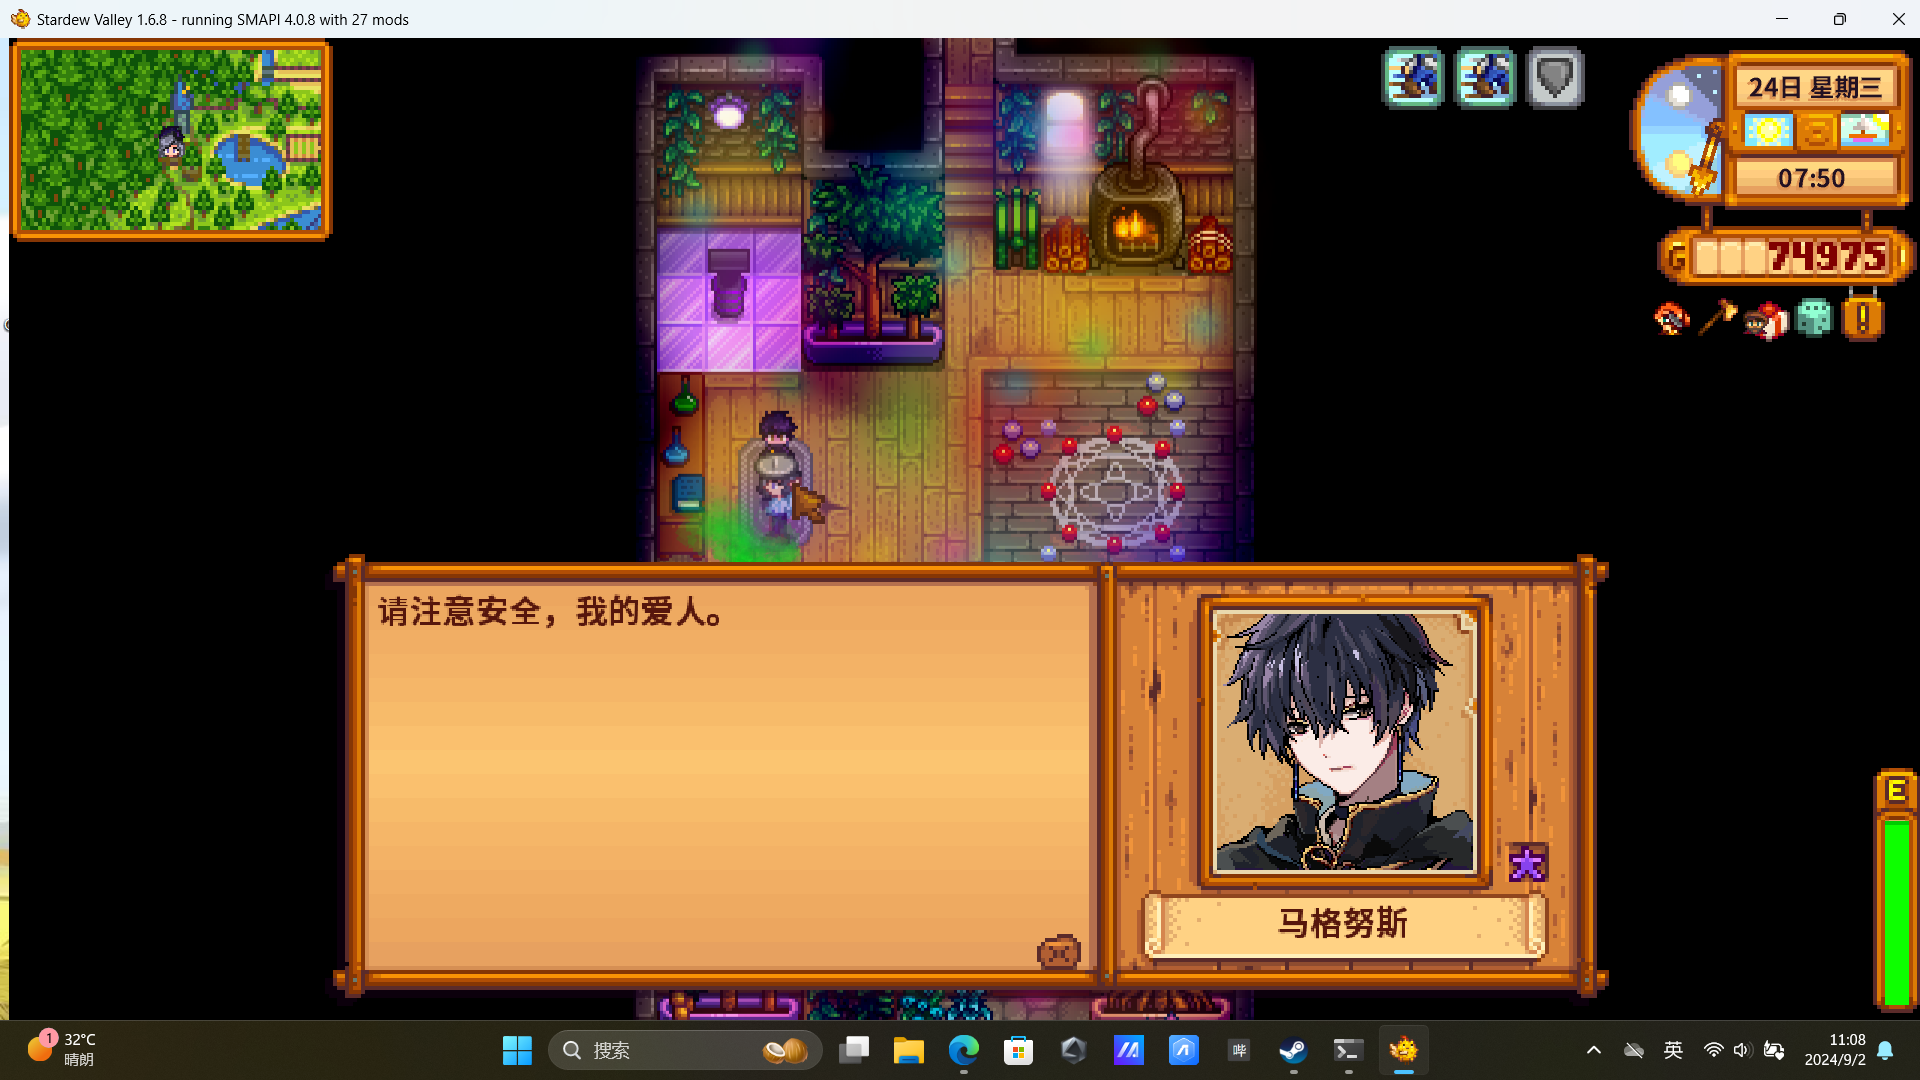 Stardew Valley 1.6.8 - running SMAPI 4.0.8 with 27 mods
24日 星期三
07:50
G
74975
!
请注意安全，我的爱人。
马格努斯
E
1
32°C
晴朗
搜索
哔
英
11:08
2024/9/2